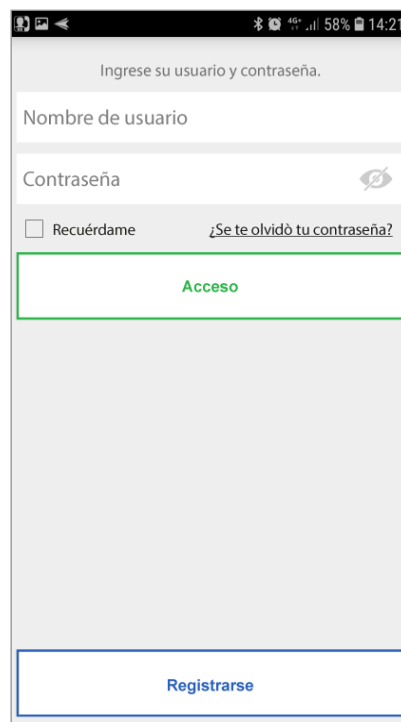 46+ 58% 14:21
Ingrese su usuario y contraseña.
Nombre de usuario
Contraseña
Recuérdame ¿Se te olvidò tu contraseña?
Acceso
Registrarse